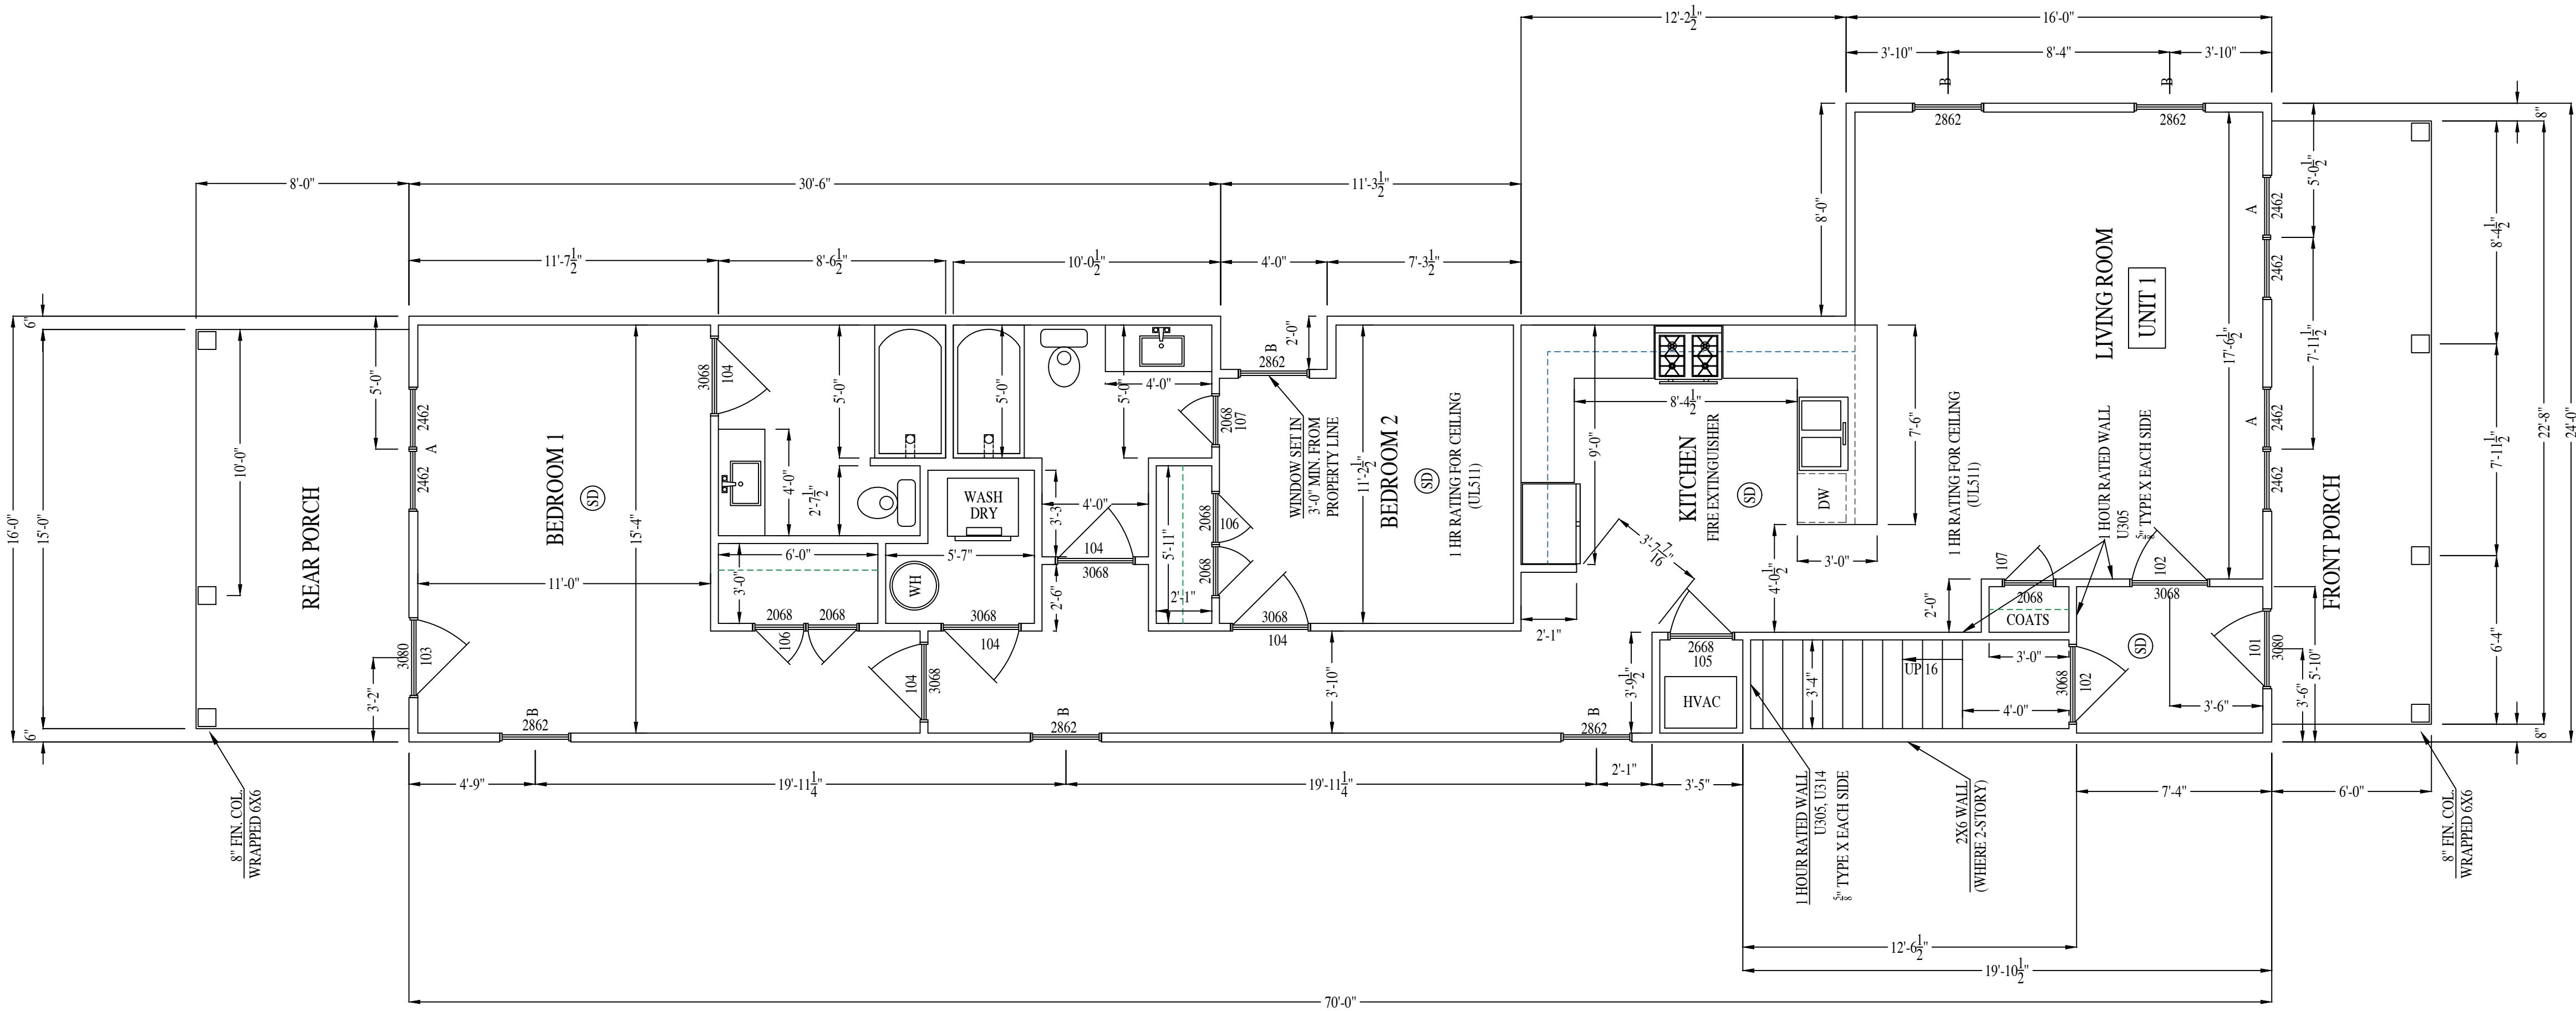 12'-2 1/2"
16'-0"
3'-10"
8'-4"
3'-10"
B
B
2862
2862
8"
8'-0"
30'-6"
11'-3 1/2"
8'-0"
5'-0 1/2"
8'-4 1/2"
A
2462
2462
11'-7 1/2"
8'-6 1/2"
10'-0 1/2"
4'-0"
7'-3 1/2"
LIVING ROOM
UNIT 1
17'-6 1/2"
7'-11 1/2"
22'-8"
24'-0"
6"
16'-0"
15'-0"
6"
10'-0"
5'-0"
REAR PORCH
2462
A
2462
BEDROOM 1
SD
15'-4"
11'-0"
3068
104
5'-0"
5'-0"
5'-0"
4'-0"
4'-0"
2'-7 1/2"
WASH
DRY
3'-3"
4'-0"
104
3068
2'-6"
6'-0"
3'-0"
5'-7"
WH
2068
2068
106
3068
104
104
3068
5'-11"
2'-1"
2068
107
2068
106
2068
3068
104
B
2862
2'-0"
WINDOW SET IN
3'-0" MIN. FROM
PROPERTY LINE
BEDROOM 2
11'-2 1/2"
SD
1 HR RATING FOR CEILING
(UL511)
9'-0"
8'-4 1/2"
KITCHEN
FIRE EXTINGUISHER
SD
DW
7'-6"
3'-0"
4'-0 1/2"
3'-7 7/16"
2'-1"
1 HR RATING FOR CEILING
(UL511)
1 HOUR RATED WALL
U305
5/8" TYPE X EACH SIDE
A
2462
2462
7'-11 1/2"
FRONT PORCH
107
2068
COATS
2'-0"
3'-0"
102
3068
SD
101
3080
3'-6"
5'-10"
6'-4"
8"
3'-6"
3068
102
4'-0"
UP 16
3'-4"
2668
105
HVAC
3'-9 1/2"
3'-10"
3080
103
3'-2"
B
2862
B
2862
B
2862
4'-9"
19'-11 1/4"
19'-11 1/4"
2'-1"
3'-5"
7'-4"
6'-0"
8" FIN. COL.
WRAPPED 6X6
1 HOUR RATED WALL
U305, U314
5/8" TYPE X EACH SIDE
2X6 WALL
(WHERE 2-STORY)
8" FIN. COL.
WRAPPED 6X6
12'-6 1/2"
19'-10 1/2"
70'-0"